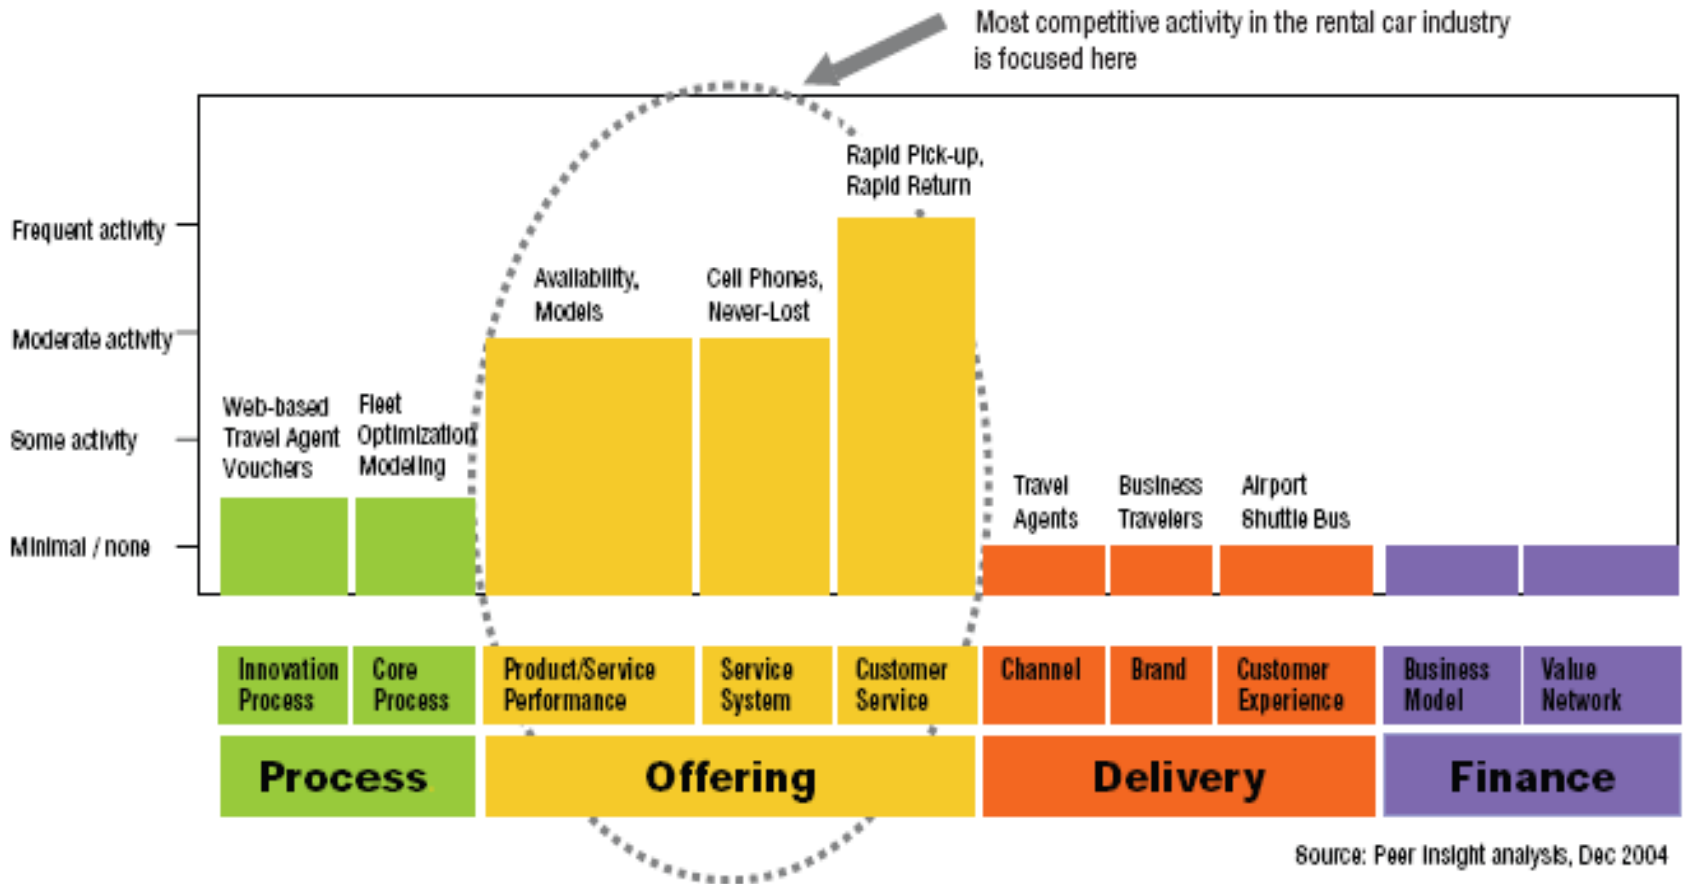 Most competitive activity in the rental car industry
is focused here
Rapid Pick-up,
Rapid Return
Frequent activity
Availability,
Models
Cell Phones,
Never-Lost
Moderate activity
Web-based
Travel Agent
Vouchers
Fleet
Optimization
Modeling
Some activity
Travel
Agents
Business
Travelers
Airport
Shuttle Bus
Minimal / none
Innovation
Process
Core
Process
Product/Service
Performance
Service
System
Customer
Service
Channel
Brand
Customer
Experience
Business
Model
Value
Network
Process
Offering
Delivery
Finance
Source: Peer Insight analysis, Dec 2004